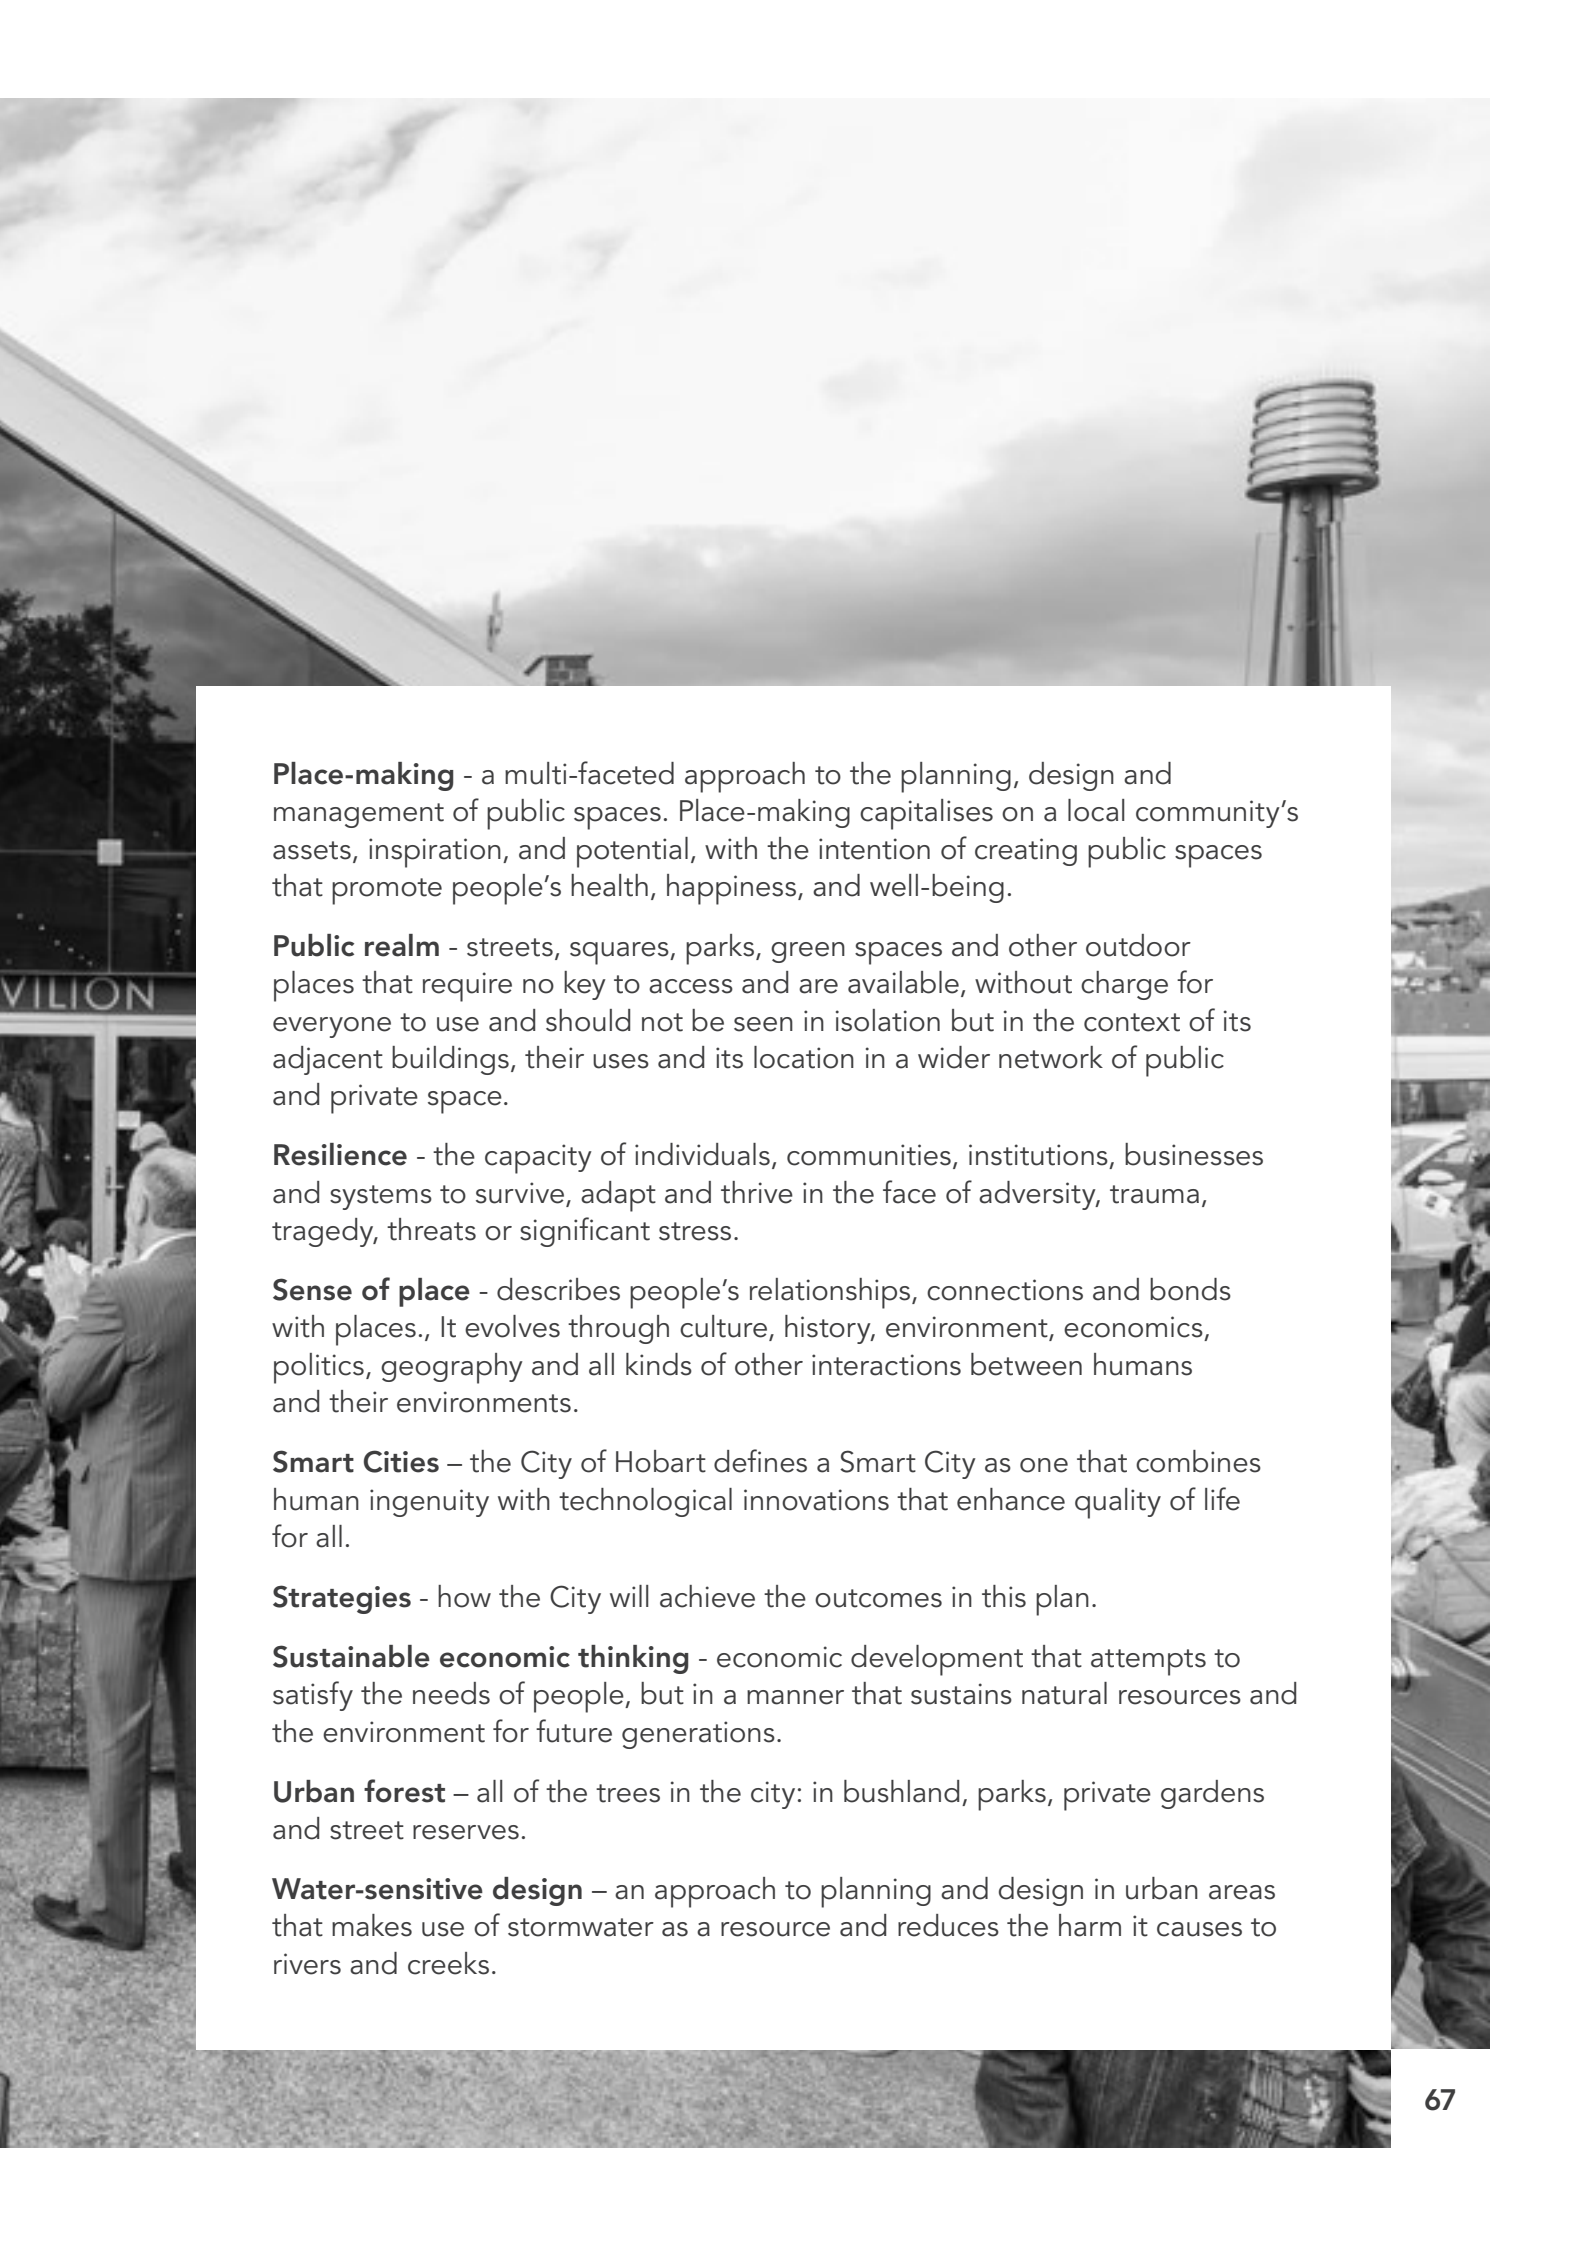 Place-making - a multi-faceted approach to the planning, design and
management of public spaces. Place-making capitalises on a local community’s
assets, inspiration, and potential, with the intention of creating public spaces
that promote people’s health, happiness, and well-being.
Public realm - streets, squares, parks, green spaces and other outdoor
places that require no key to access and are available, without charge for
everyone to use and should not be seen in isolation but in the context of its
adjacent buildings, their uses and its location in a wider network of public
and private space.
VILION
Resilience - the capacity of individuals, communities, institutions, businesses
and systems to survive, adapt and thrive in the face of adversity, trauma,
tragedy, threats or significant stress.
Sense of place - describes people’s relationships, connections and bonds
with places., It evolves through culture, history, environment, economics,
politics, geography and all kinds of other interactions between humans
and their environments.
Smart Cities – the City of Hobart defines a Smart City as one that combines
human ingenuity with technological innovations that enhance quality of life
for all.
Strategies - how the City will achieve the outcomes in this plan.
Sustainable economic thinking - economic development that attempts to
satisfy the needs of people, but in a manner that sustains natural resources and
the environment for future generations.
Urban forest – all of the trees in the city: in bushland, parks, private gardens
and street reserves.
Water-sensitive design – an approach to planning and design in urban areas
that makes use of stormwater as a resource and reduces the harm it causes to
rivers and creeks.
67